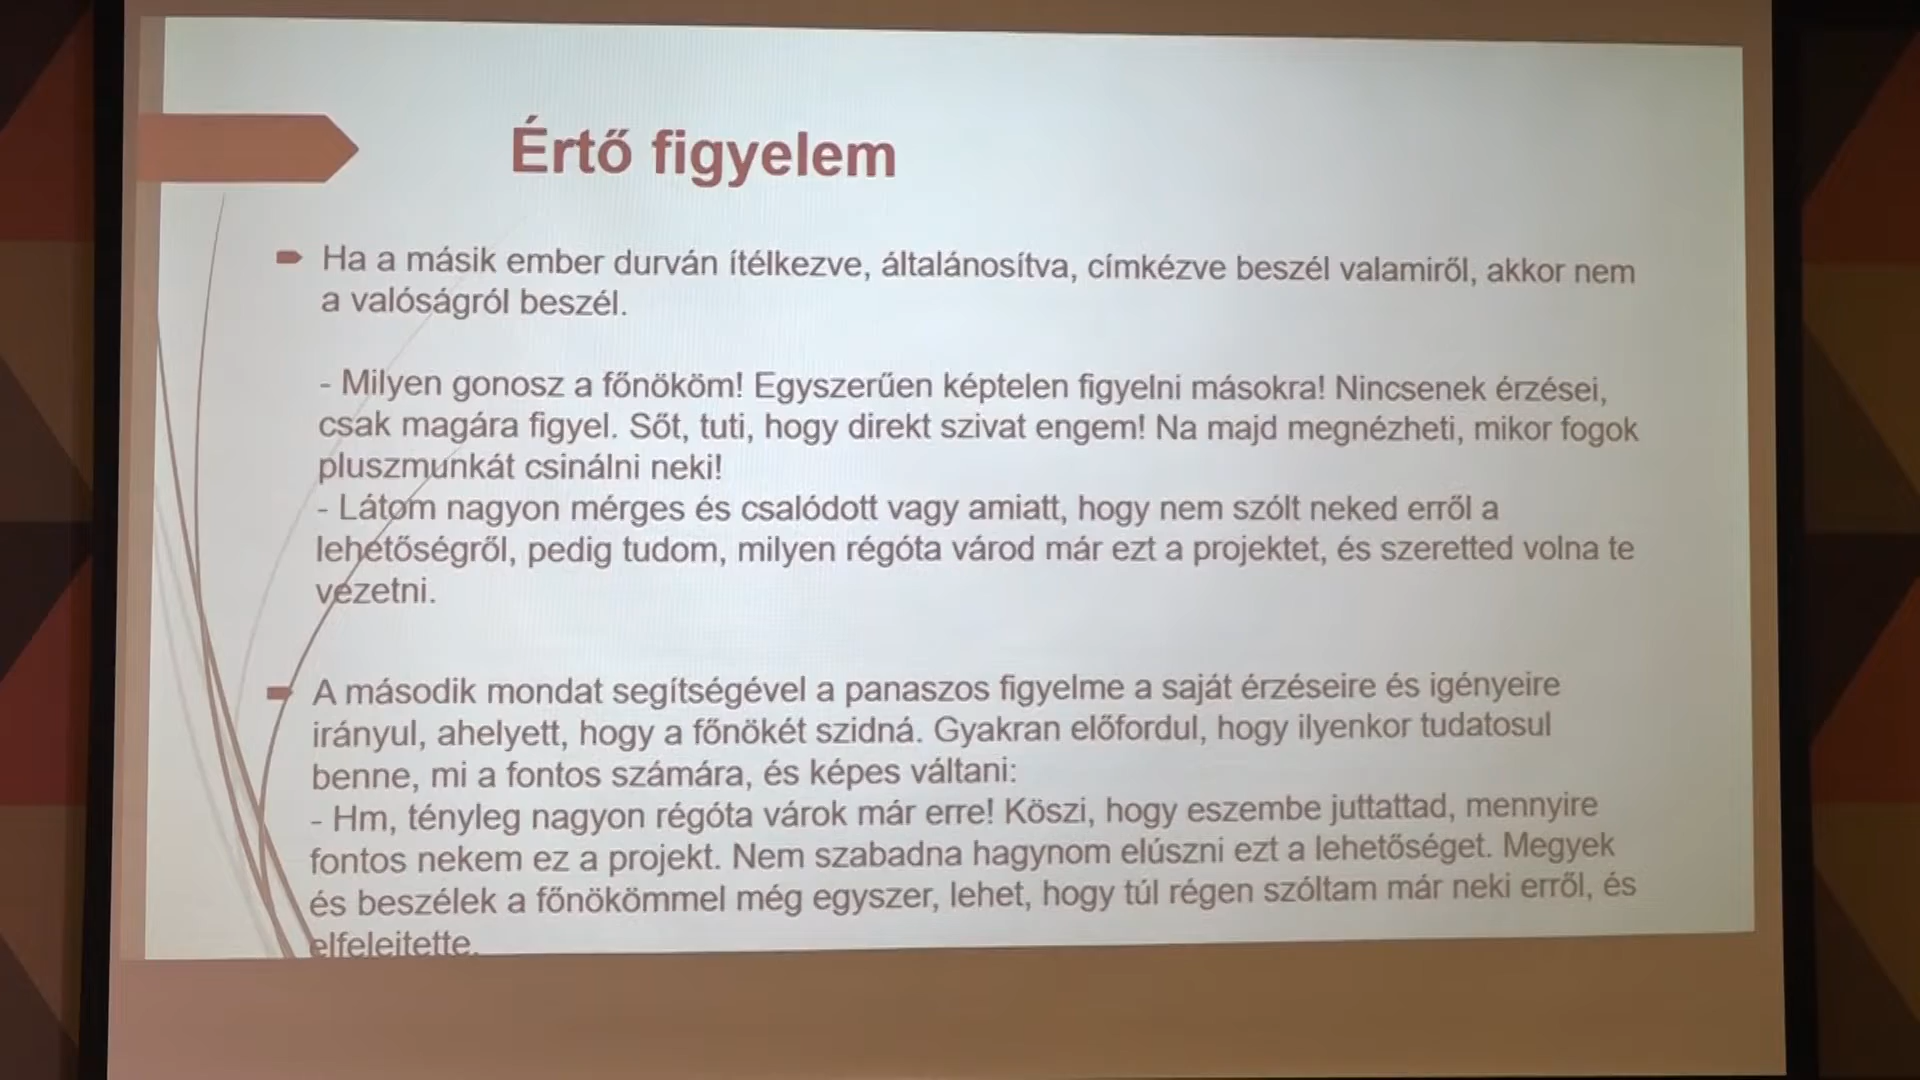 Értő figyelem
Ha a másik ember durván ítélkezve, általánosítva, címkézve beszél valamiről, akkor nem
a valóságról beszél.
- Milyen gonosz a főnököm! Egyszerűen képtelen figyelni másokra! Nincsenek érzései,
csak magára figyel. Sőt, tuti, hogy direkt szivat engem! Na majd megnézheti, mikor fogok
pluszmunkát csinálni neki!
- Látom nagyon mérges és csalódott vagy amiatt, hogy nem szólt neked erről a
lehetőségről, pedig tudom, milyen régóta várod már ezt a projektet, és szeretted volna te
vezetni.
A második mondat segítségével a panaszos figyelme a saját érzéseire és igényeire
irányul, ahelyett, hogy a főnökét szidná. Gyakran előfordul, hogy ilyenkor tudatosul
benne, mi a fontos számára, és képes váltani:
- Hm, tényleg nagyon régóta várok már erre! Köszi, hogy eszembe juttattad, mennyire
fontos nekem ez a projekt. Nem szabadna hagynom elúszni ezt a lehetőséget. Megyek
és beszélek a főnökömmel még egyszer, lehet, hogy túl régen szóltam már neki erről, és
elfelejtette.